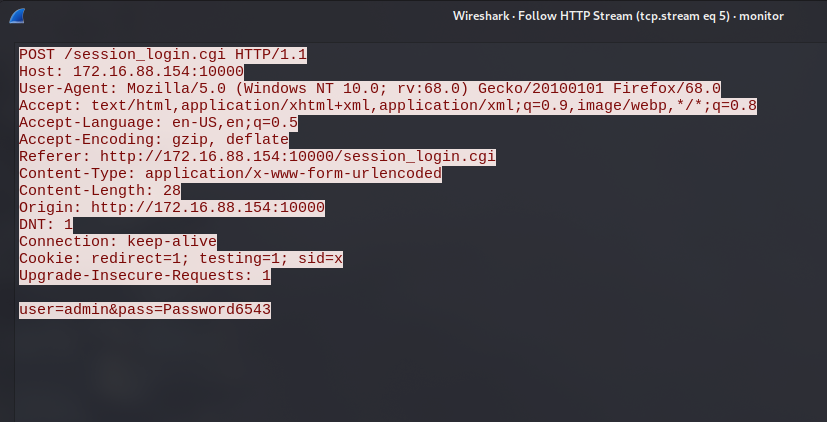 Wireshark · Follow HTTP Stream (tcp.stream eq 5) · monitor
POST /session_login.cgi HTTP/1.1
Host: 172.16.88.154:10000
User-Agent: Mozilla/5.0 (Windows NT 10.0; rv:68.0) Gecko/20100101 Firefox/68.0
Accept: text/html,application/xhtml+xml,application/xml;q=0.9,image/webp,*/*;q=0.8
Accept-Language: en-US,en;q=0.5
Accept-Encoding: gzip, deflate
Referer: http://172.16.88.154:10000/session_login.cgi
Content-Type: application/x-www-form-urlencoded
Content-Length: 28
Origin: http://172.16.88.154:10000
DNT: 1
Connection: keep-alive
Cookie: redirect=1; testing=1; sid=x
Upgrade-Insecure-Requests: 1

user=admin&pass=Password6543